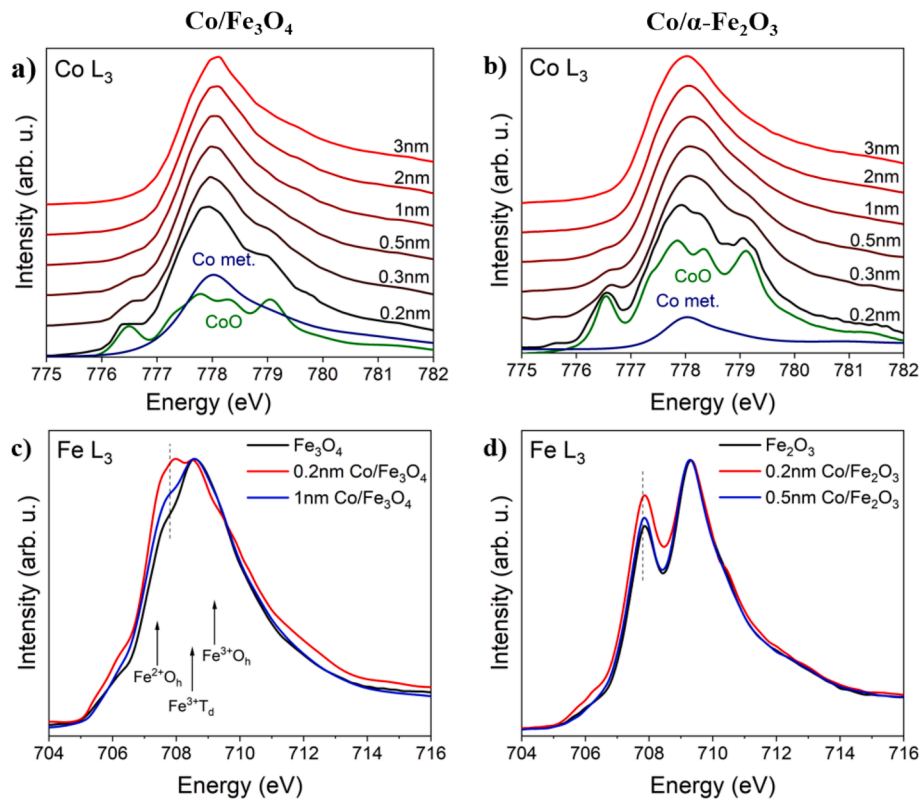 Co/Fe₃O₄
Co/α-Fe₂O₃
a)
Co L₃
3nm
2nm
1nm
0.5nm
0.3nm
0.2nm
Co met.
CoO
Intensity (arb. u.)
775 776 777 778 779 780 781 782
Energy (eV)
b)
Co L₃
3nm
2nm
1nm
0.5nm
0.3nm
0.2nm
CoO
Co met.
Intensity (arb. u.)
775 776 777 778 779 780 781 782
Energy (eV)
c)
Fe L₃
Fe₃O₄
0.2nm Co/Fe₃O₄
1nm Co/Fe₃O₄
Fe²⁺Oₕ
Fe³⁺T_d
Fe³⁺Oₕ
Intensity (arb. u.)
704 706 708 710 712 714 716
Energy (eV)
d)
Fe L₃
Fe₂O₃
0.2nm Co/Fe₂O₃
0.5nm Co/Fe₂O₃
Intensity (arb. u.)
704 706 708 710 712 714 716
Energy (eV)